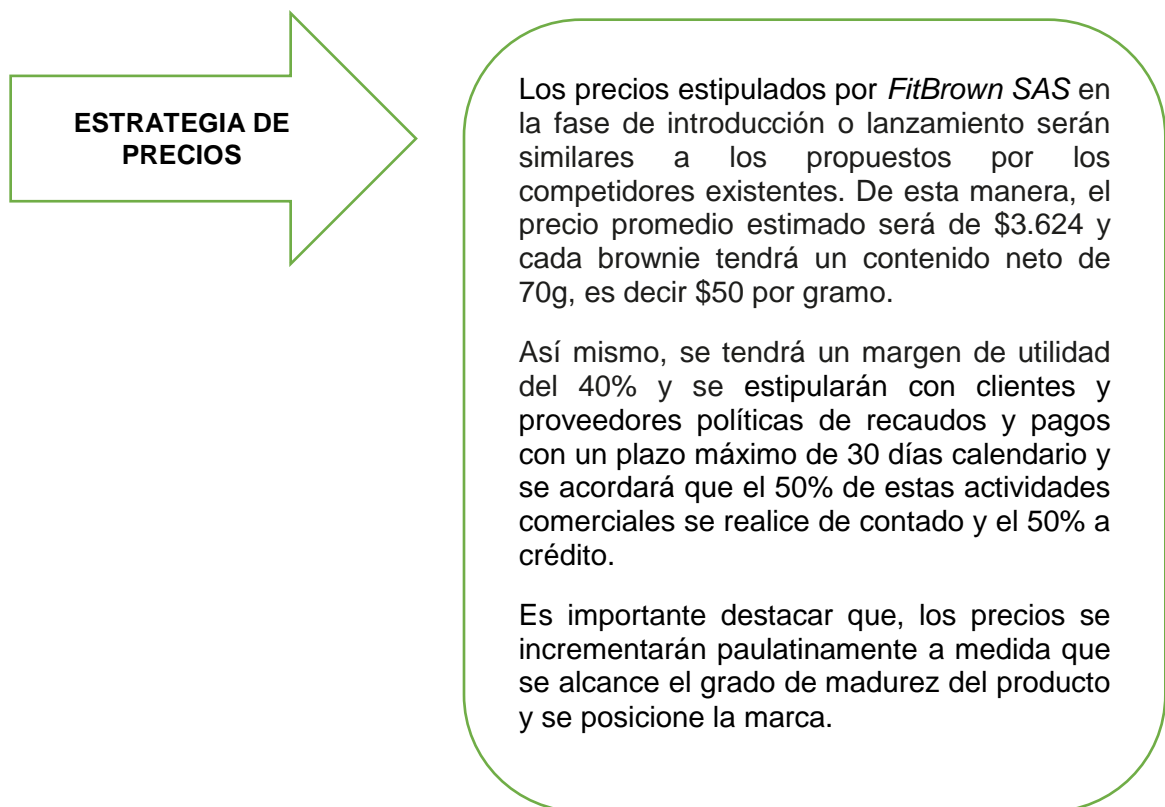 ESTRATEGIA DE
PRECIOS
Los precios estipulados por FitBrown SAS en
la fase de introducción o lanzamiento serán
similares a los propuestos por los
competidores existentes. De esta manera, el
precio promedio estimado será de $3.624 y
cada brownie tendrá un contenido neto de
70g, es decir $50 por gramo.
Así mismo, se tendrá un margen de utilidad
del 40% y se estipularán con clientes y
proveedores políticas de recaudos y pagos
con un plazo máximo de 30 días calendario y
se acordará que el 50% de estas actividades
comerciales se realice de contado y el 50% a
crédito.
Es importante destacar que, los precios se
incrementarán paulatinamente a medida que
se alcance el grado de madurez del producto
y se posicione la marca.